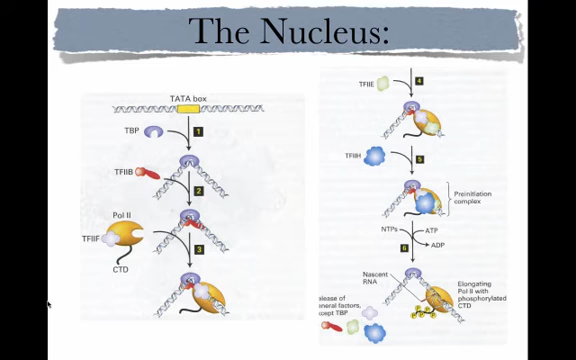 The Nucleus:
TATA box
TBP
1
TFIIB
2
Pol II
TFIIF
3
CTD
TFIIE
4
TFIIH
5
Preinitiation
complex
NTPs
ATP
ADP
6
Nascent
RNA
Elongating
Pol II with
phosphorylated
CTD
elease of
eneral factors,
xcept TBP